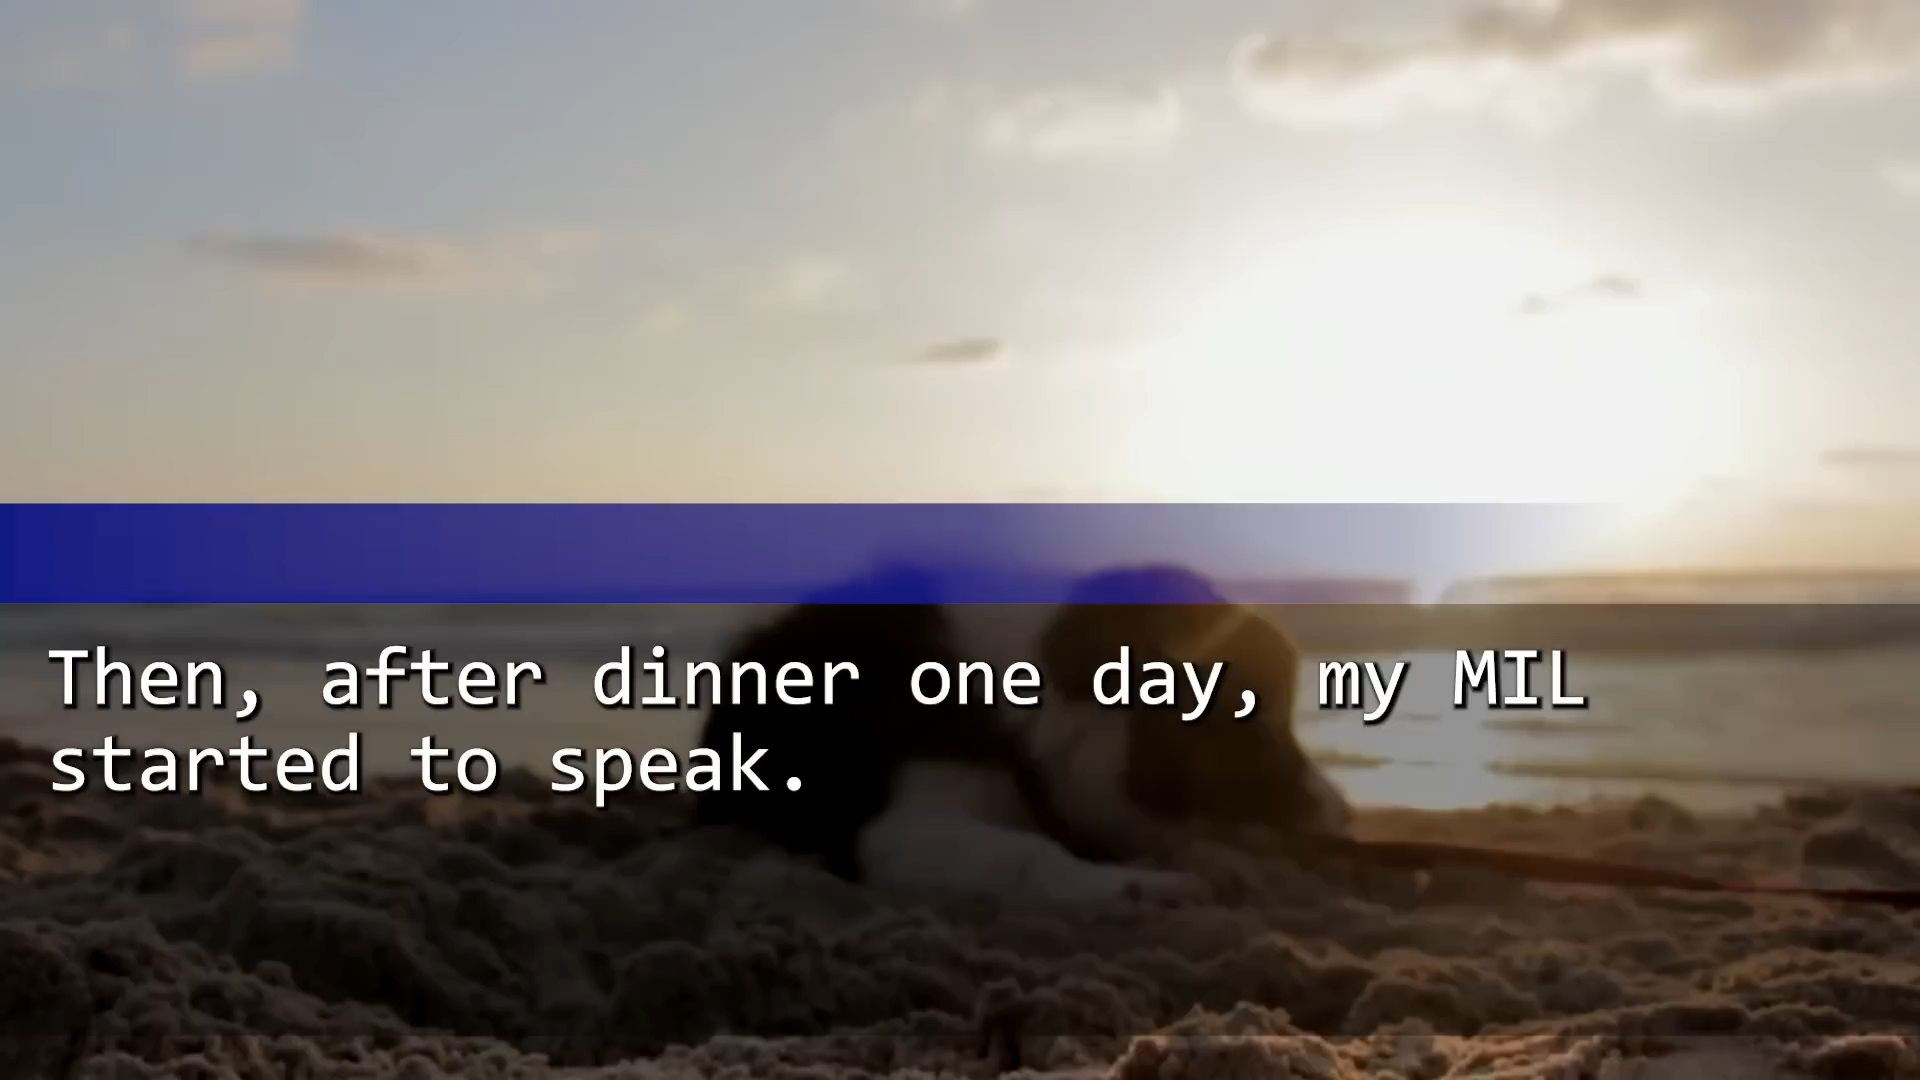 Then, after dinner one day, my MIL
started to speak.